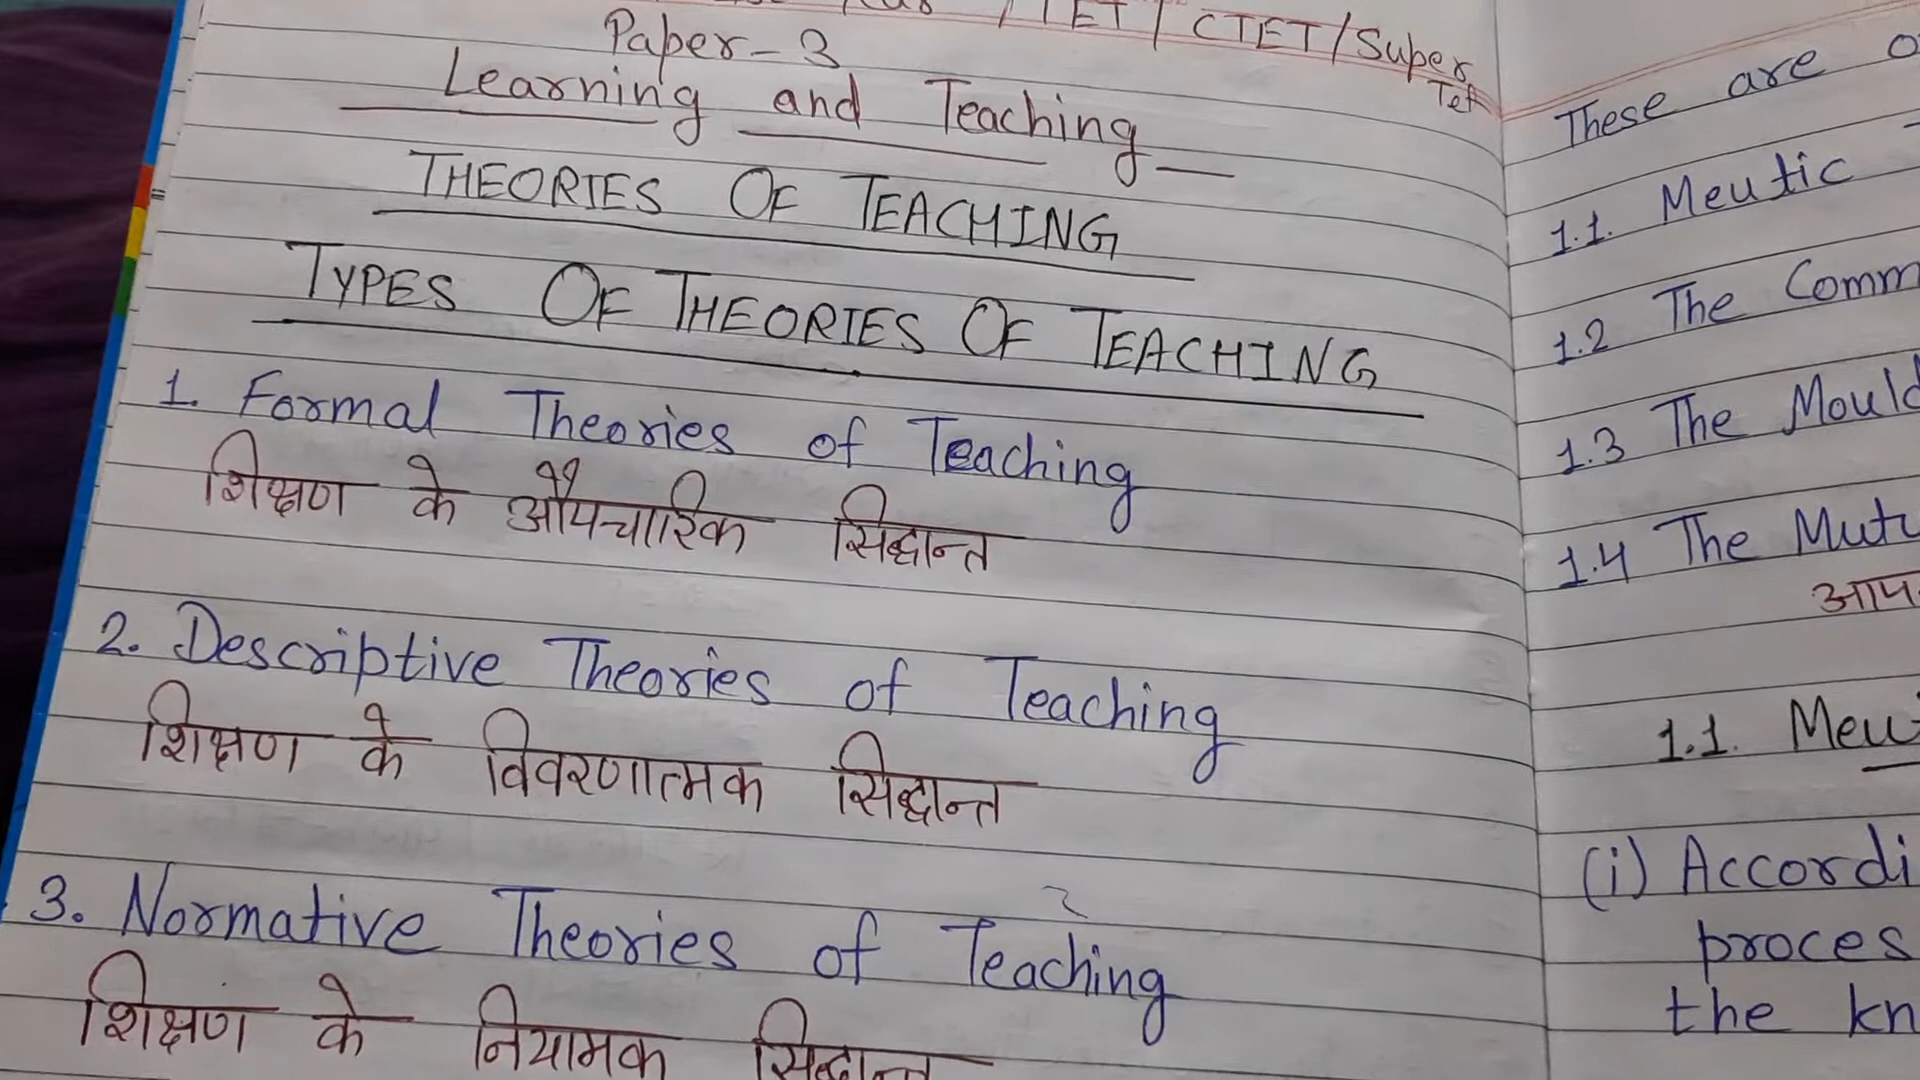 /TET/CTET/Super
Tet
Paper-3
Learning and Teaching
THEORIES OF TEACHING
TYPES OF THEORIES OF TEACHING
1. Formal Theories of Teaching
शिक्षण के औपचारिक सिद्धान्त
2. Descriptive Theories of Teaching
शिक्षण के विवरणात्मक सिद्धान्त
3. Normative Theories of Teaching
शिक्षण के नियामक सिद्धान्त
These are
1.1. Meutic
1.2 The Comm
1.3 The Mould
1.4 The Mutu
आप
1.1. Meut
(i) Accordi
proces
the kn